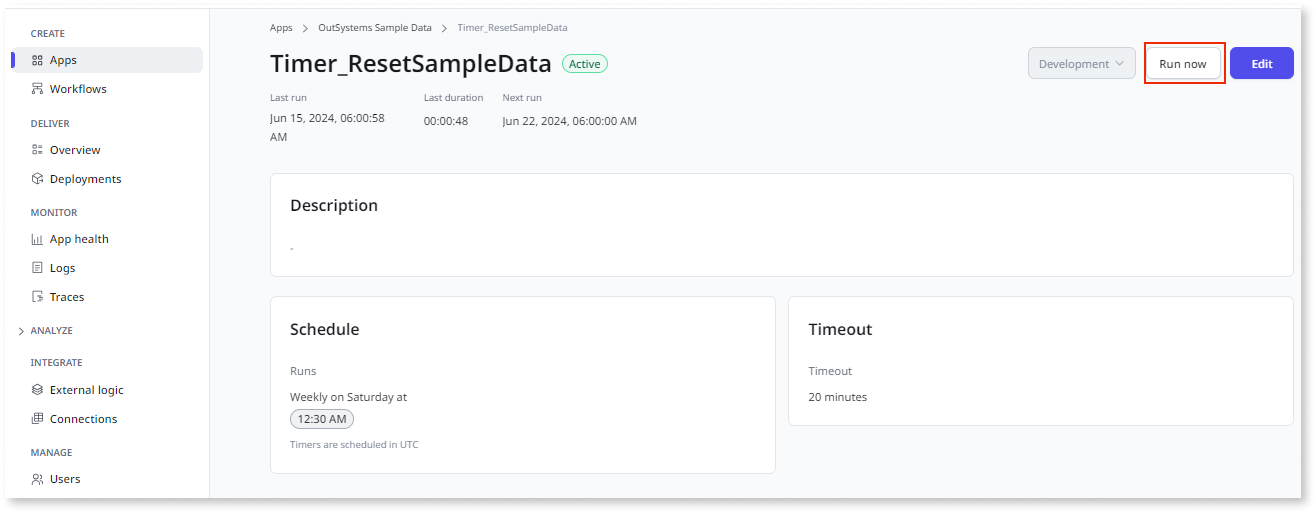 CREATE
Apps
Workflows
DELIVER
Overview
Deployments
MONITOR
App health
Logs
Traces
ANALYZE
INTEGRATE
External logic
Connections
MANAGE
Users
Apps > OutSystems Sample Data > Timer_ResetSampleData
Timer_ResetSampleData Active
Development Run now Edit
Last run
Jun 15, 2024, 06:00:58
AM
Last duration
00:00:48
Next run
Jun 22, 2024, 06:00:00 AM
Description
-
Schedule
Runs
Weekly on Saturday at
12:30 AM
Timers are scheduled in UTC
Timeout
Timeout
20 minutes